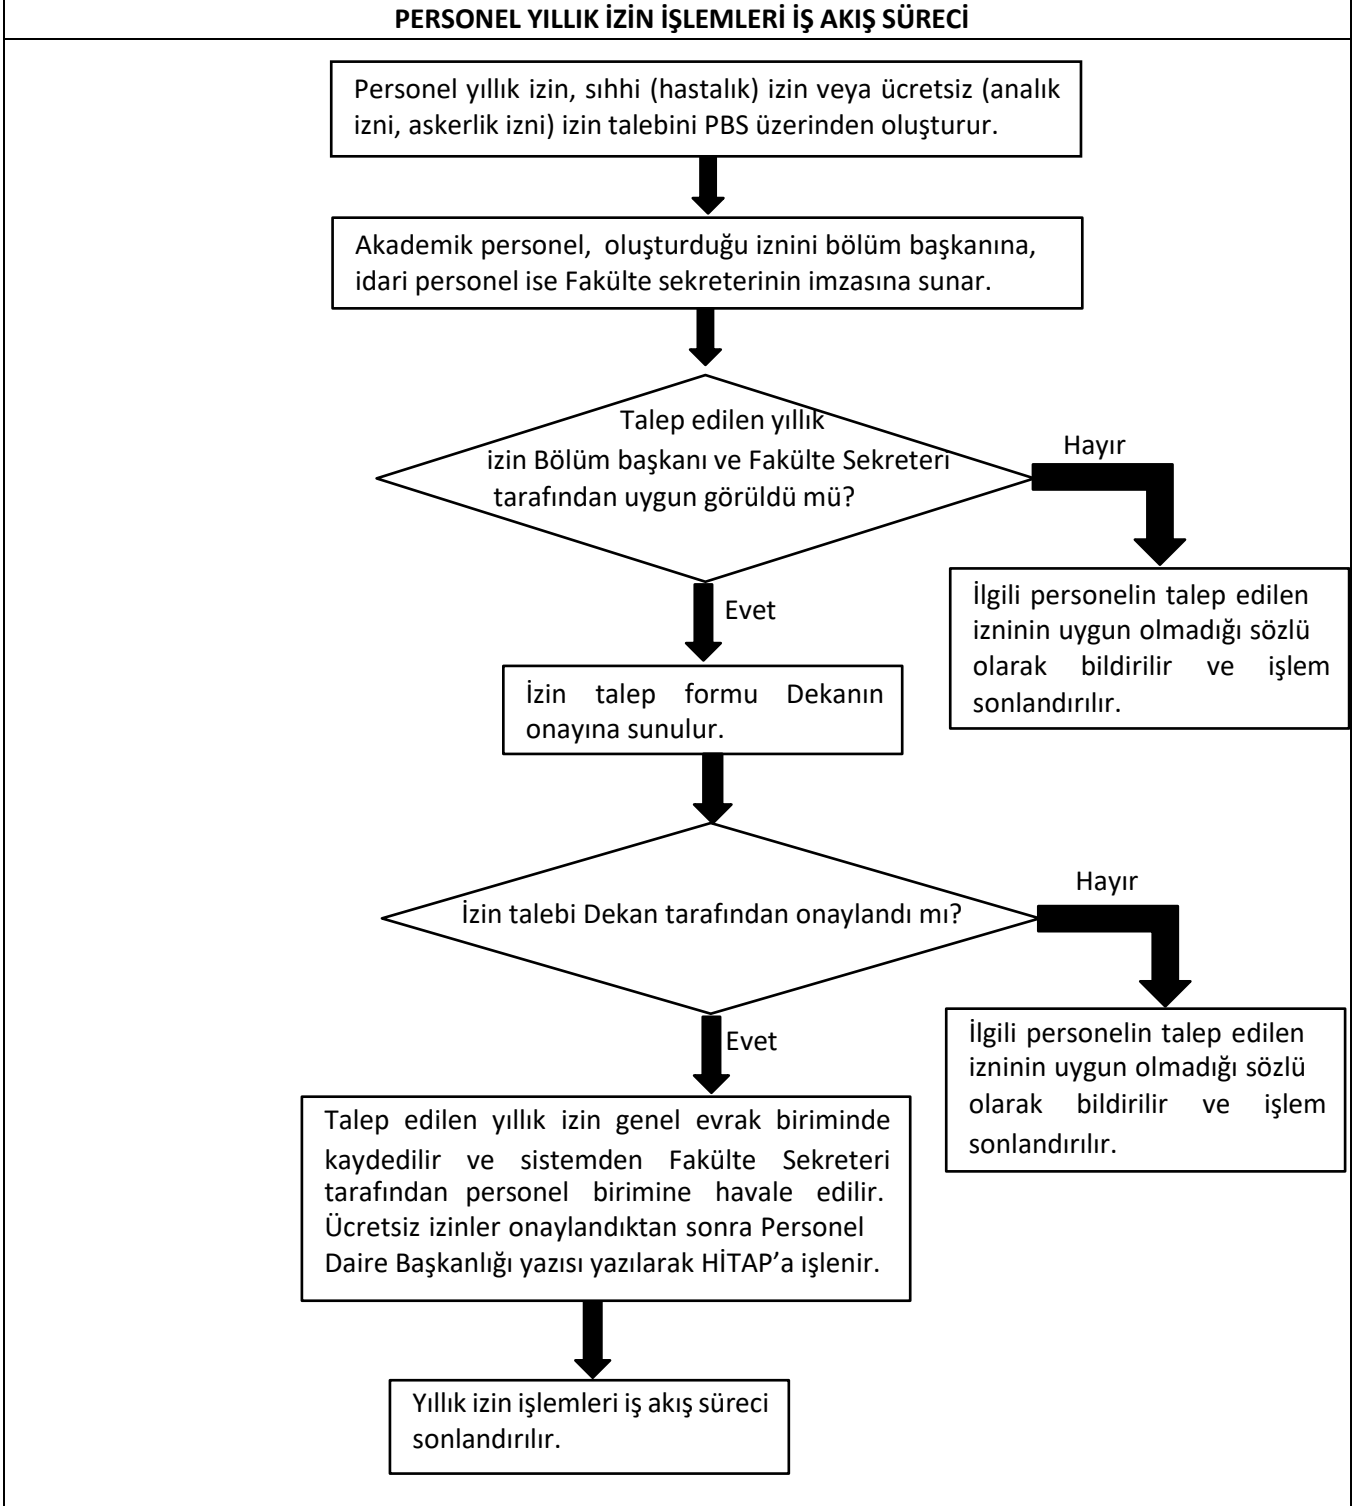 PERSONEL YILLIK İZİN İŞLEMLERİ İŞ AKIŞ SÜRECİ
Personel yıllık izin, sıhhi (hastalık) izin veya ücretsiz (analık
izni, askerlik izni) izin talebini PBS üzerinden oluşturur.
Akademik personel, oluşturduğu iznini bölüm başkanına,
idari personel ise Fakülte sekreterinin imzasına sunar.
Talep edilen yıllık
izin Bölüm başkanı ve Fakülte Sekreteri
tarafından uygun görüldü mü?
Hayır
İlgili personelin talep edilen
izninin uygun olmadığı sözlü
olarak bildirilir ve işlem
sonlandırılır.
Evet
İzin talep formu Dekanın
onayına sunulur.
İzin talebi Dekan tarafından onaylandı mı?
Hayır
İlgili personelin talep edilen
izninin uygun olmadığı sözlü
olarak bildirilir ve işlem
sonlandırılır.
Evet
Talep edilen yıllık izin genel evrak biriminde
kaydedilir ve sistemden Fakülte Sekreteri
tarafından personel birimine havale edilir.
Ücretsiz izinler onaylandıktan sonra Personel
Daire Başkanlığı yazısı yazılarak HİTAP’a işlenir.
Yıllık izin işlemleri iş akış süreci
sonlandırılır.